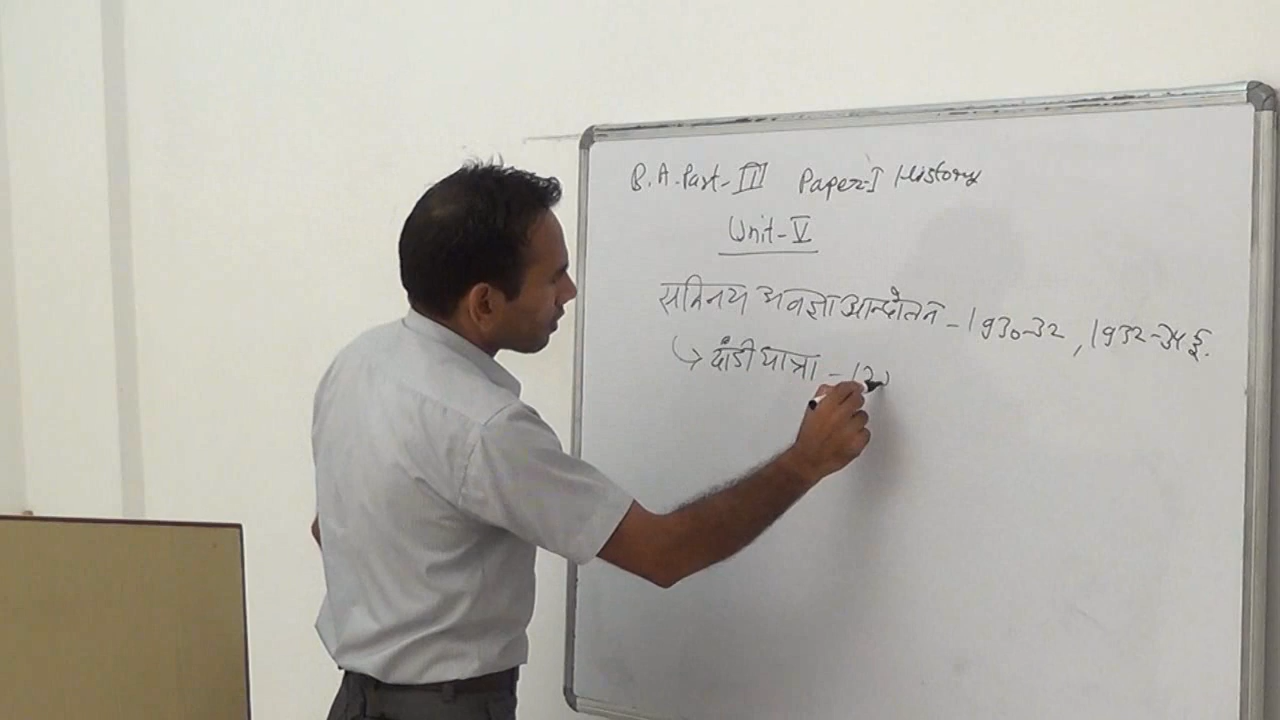 B.A. Part-III Paper-I History
Unit-V
सविनय अवज्ञा आन्दोलन - 1930-32, 1932-34 ई.
↳ दांडी यात्रा - 12